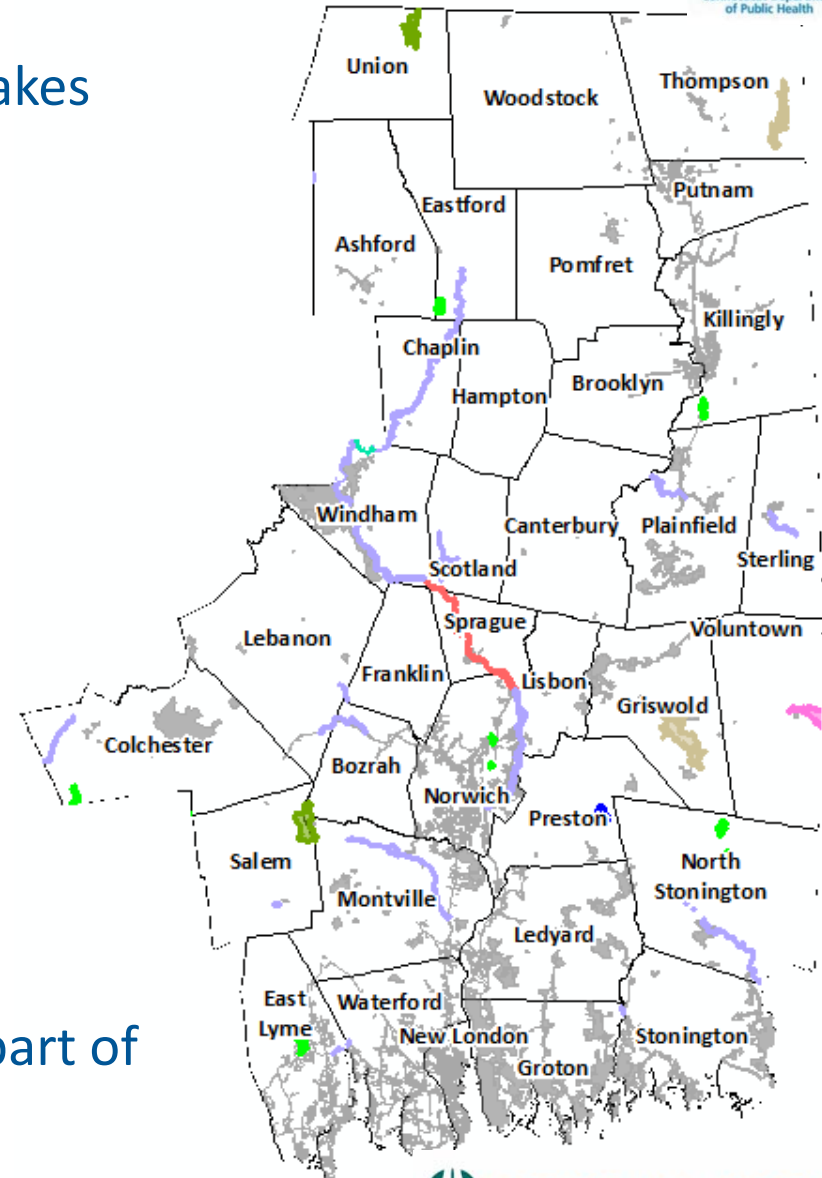 of Public Health
akes
Union
Woodstock
Thompson
Putnam
Eastford
Ashford
Pomfret
Killingly
Chaplin
Hampton
Brooklyn
Windham
Canterbury
Plainfield
Scotland
Sterling
Sprague
Voluntown
Lebanon
Franklin
Lisbon
Griswold
Colchester
Bozrah
Norwich
Preston
Salem
North
Stonington
Montville
Ledyard
East
Lyme
Waterford
New London
Stonington
Groton
part of